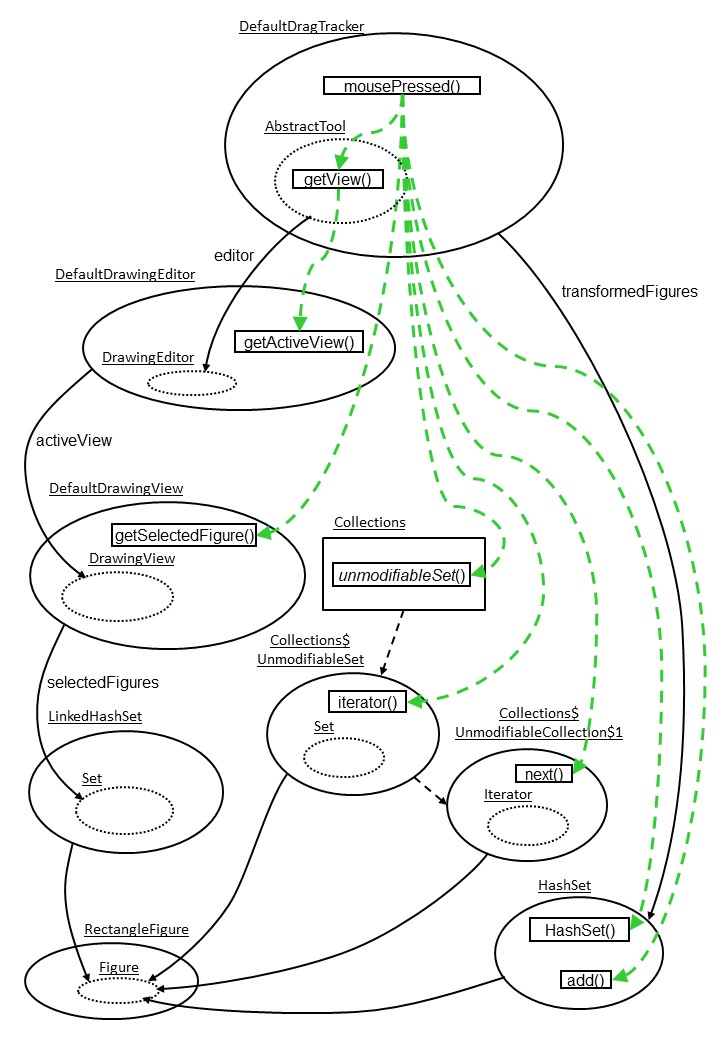 DefaultDragTracker
mousePressed()
AbstractTool
getView()
editor
DefaultDrawingEditor
transformedFigures
getActiveView()
DrawingEditor
activeView
DefaultDrawingView
getSelectedFigure()
Collections
DrawingView
unmodifiableSet()
Collections$
UnmodifiableSet
selectedFigures
iterator()
LinkedHashSet
Collections$
UnmodifiableCollection$1
Set
Set
next()
Iterator
HashSet
RectangleFigure
HashSet()
Figure
add()